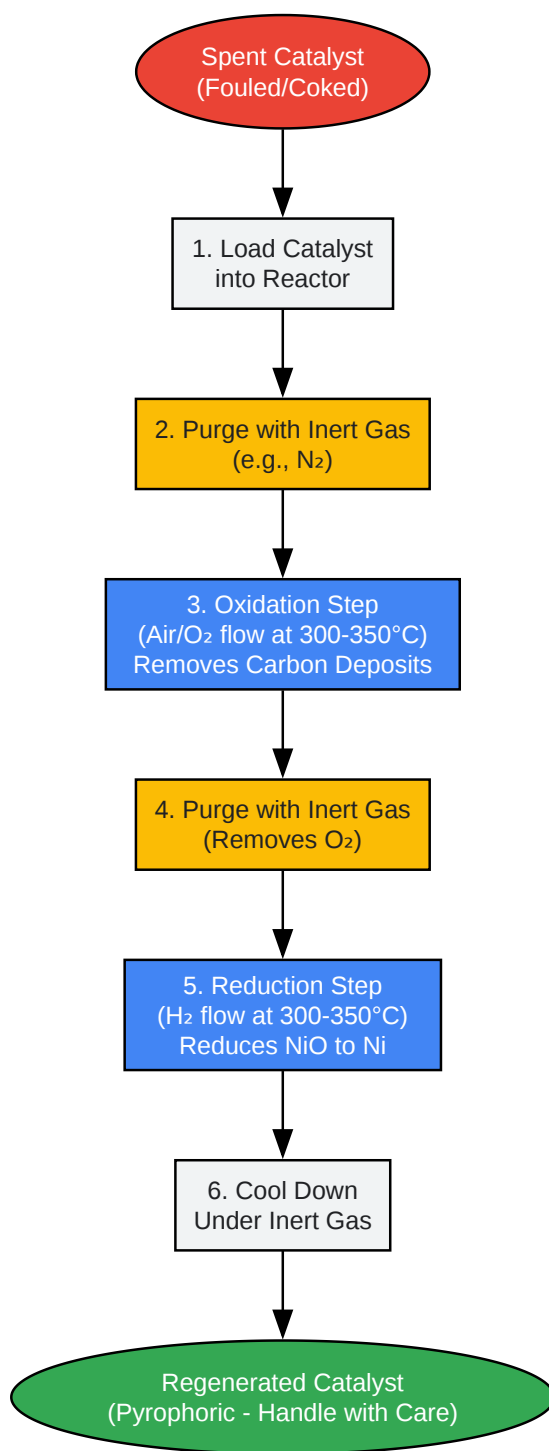 Spent Catalyst
(Fouled/Coked)
1. Load Catalyst
into Reactor
2. Purge with Inert Gas
(e.g., N₂)
3. Oxidation Step
(Air/O₂ flow at 300-350°C)
Removes Carbon Deposits
4. Purge with Inert Gas
(Removes O₂)
5. Reduction Step
(H₂ flow at 300-350°C)
Reduces NiO to Ni
6. Cool Down
Under Inert Gas
Regenerated Catalyst
(Pyrophoric - Handle with Care)